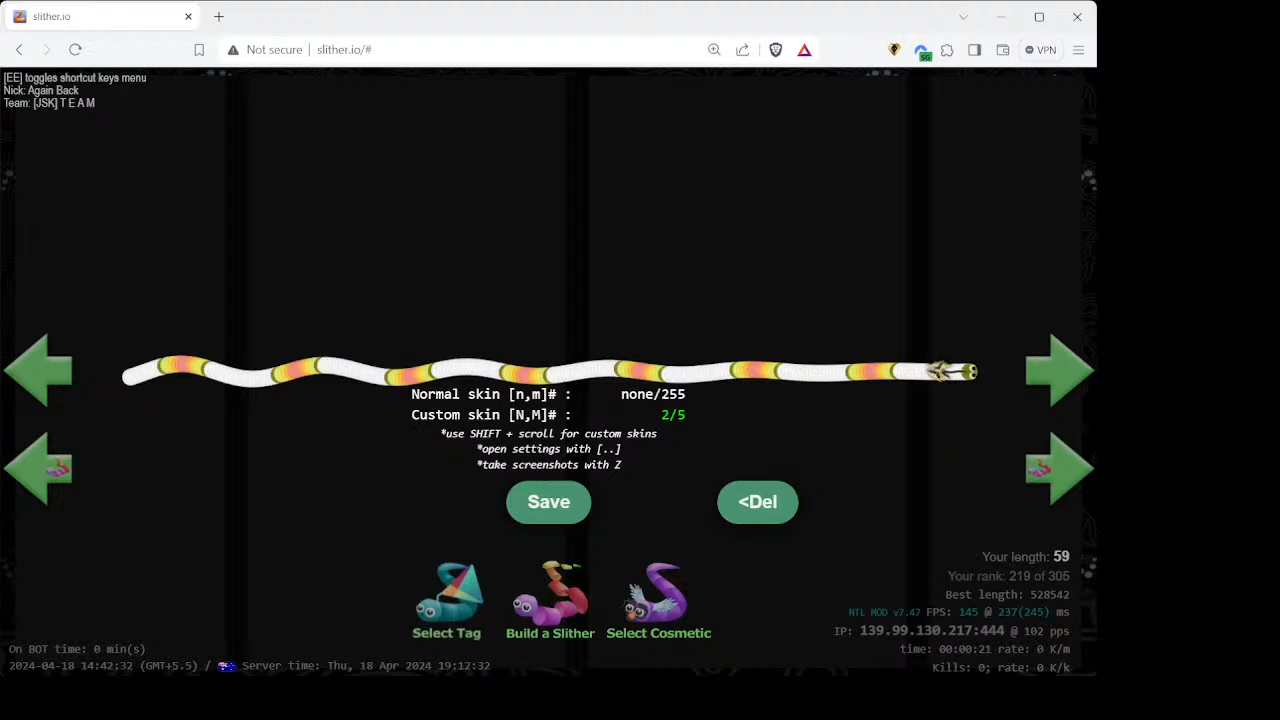 slither.io
Not secure
slither.io/#
SG
VPN
[EE] toggles shortcut keys menu
Nick: Again Back
Team: [JSK] T E A M
Normal skin [n,m]# : none/255
Custom skin [N,M]# : 2/5
*use SHIFT + scroll for custom skins
*open settings with [..]
*take screenshots with Z
Save
<Del
Select Tag
Build a Slither
Select Cosmetic
Your length: 59
Your rank: 219 of 305
Best length: 528542
NTL MOD v7.47 FPS: 145 @ 237(245) ms
IP: 139.99.130.217:444 @ 102 pps
time: 00:00:21 rate: 0 K/m
Kills: 0; rate: 0 K/k
On BOT time: 0 min(s)
2024-04-18 14:42:32 (GMT+5.5) / Server time: Thu, 18 Apr 2024 19:12:32